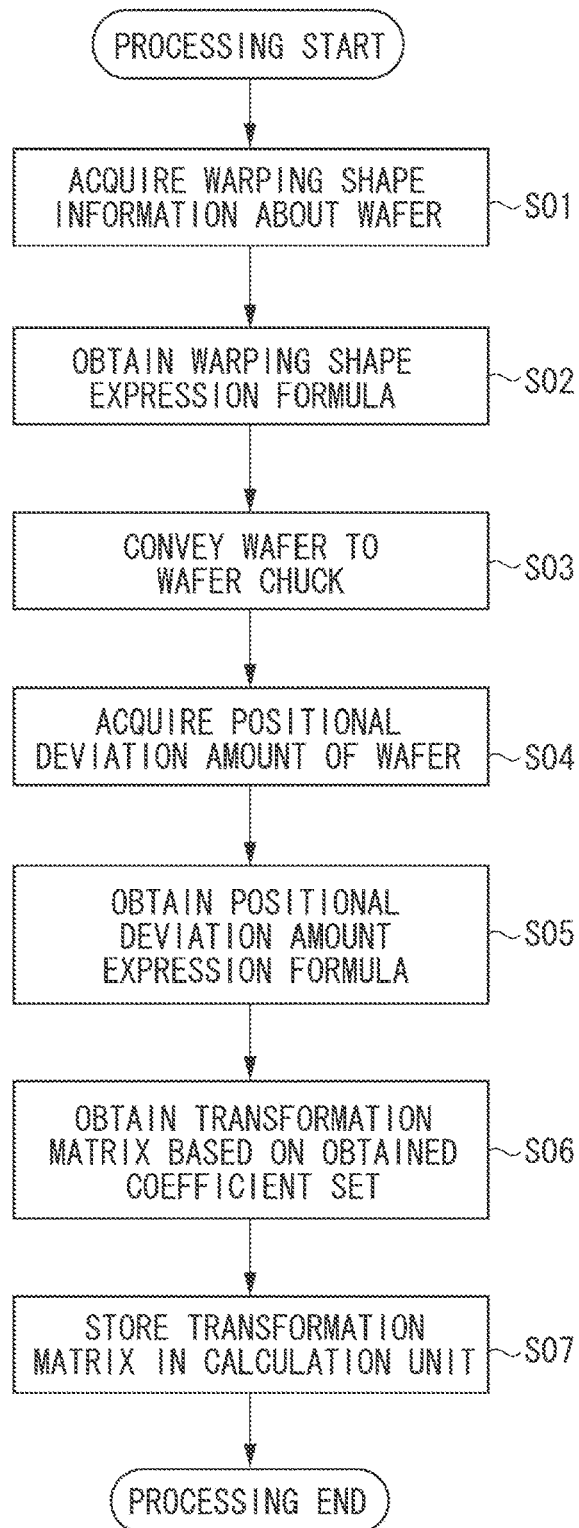 PROCESSING START
ACQUIRE WARPING SHAPE
INFORMATION ABOUT WAFER
S01
OBTAIN WARPING SHAPE
EXPRESSION FORMULA
S02
CONVEY WAFER TO
WAFER CHUCK
S03
ACQUIRE POSITIONAL
DEVIATION AMOUNT OF WAFER
S04
OBTAIN POSITIONAL
DEVIATION AMOUNT
EXPRESSION FORMULA
S05
OBTAIN TRANSFORMATION
MATRIX BASED ON OBTAINED
COEFFICIENT SET
S06
STORE TRANSFORMATION
MATRIX IN CALCULATION UNIT
S07
PROCESSING END